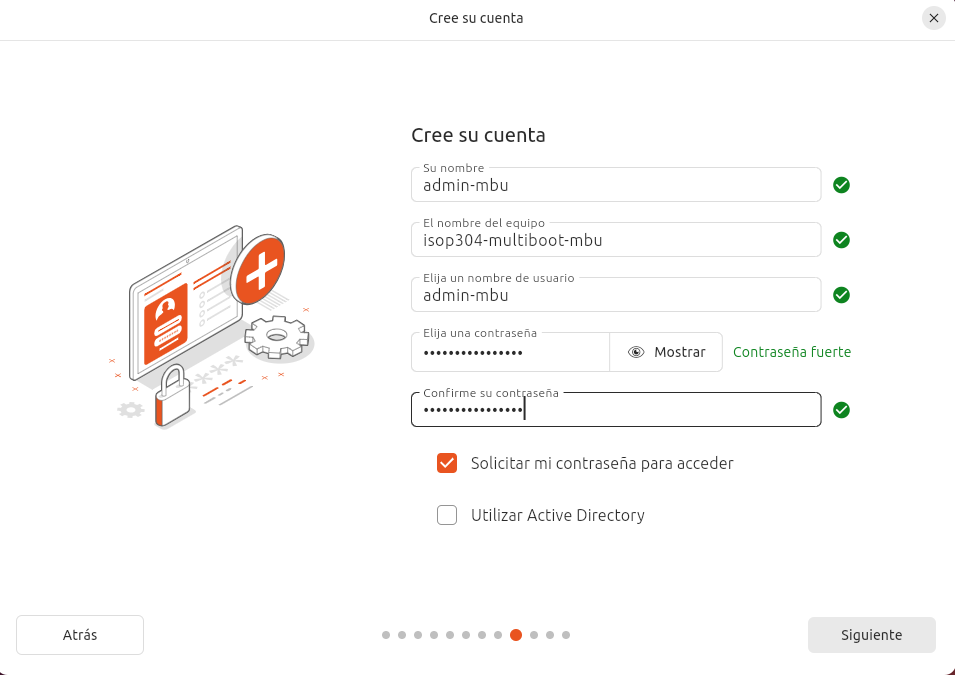 Cree su cuenta
Cree su cuenta
Su nombre
admin-mbu
El nombre del equipo
isop304-multiboot-mbu
Elija un nombre de usuario
admin-mbu
Elija una contraseña
••••••••••••••••
Mostrar
Contraseña fuerte
Confirme su contraseña
••••••••••••••••
Solicitar mi contraseña para acceder
Utilizar Active Directory
Atrás
Siguiente